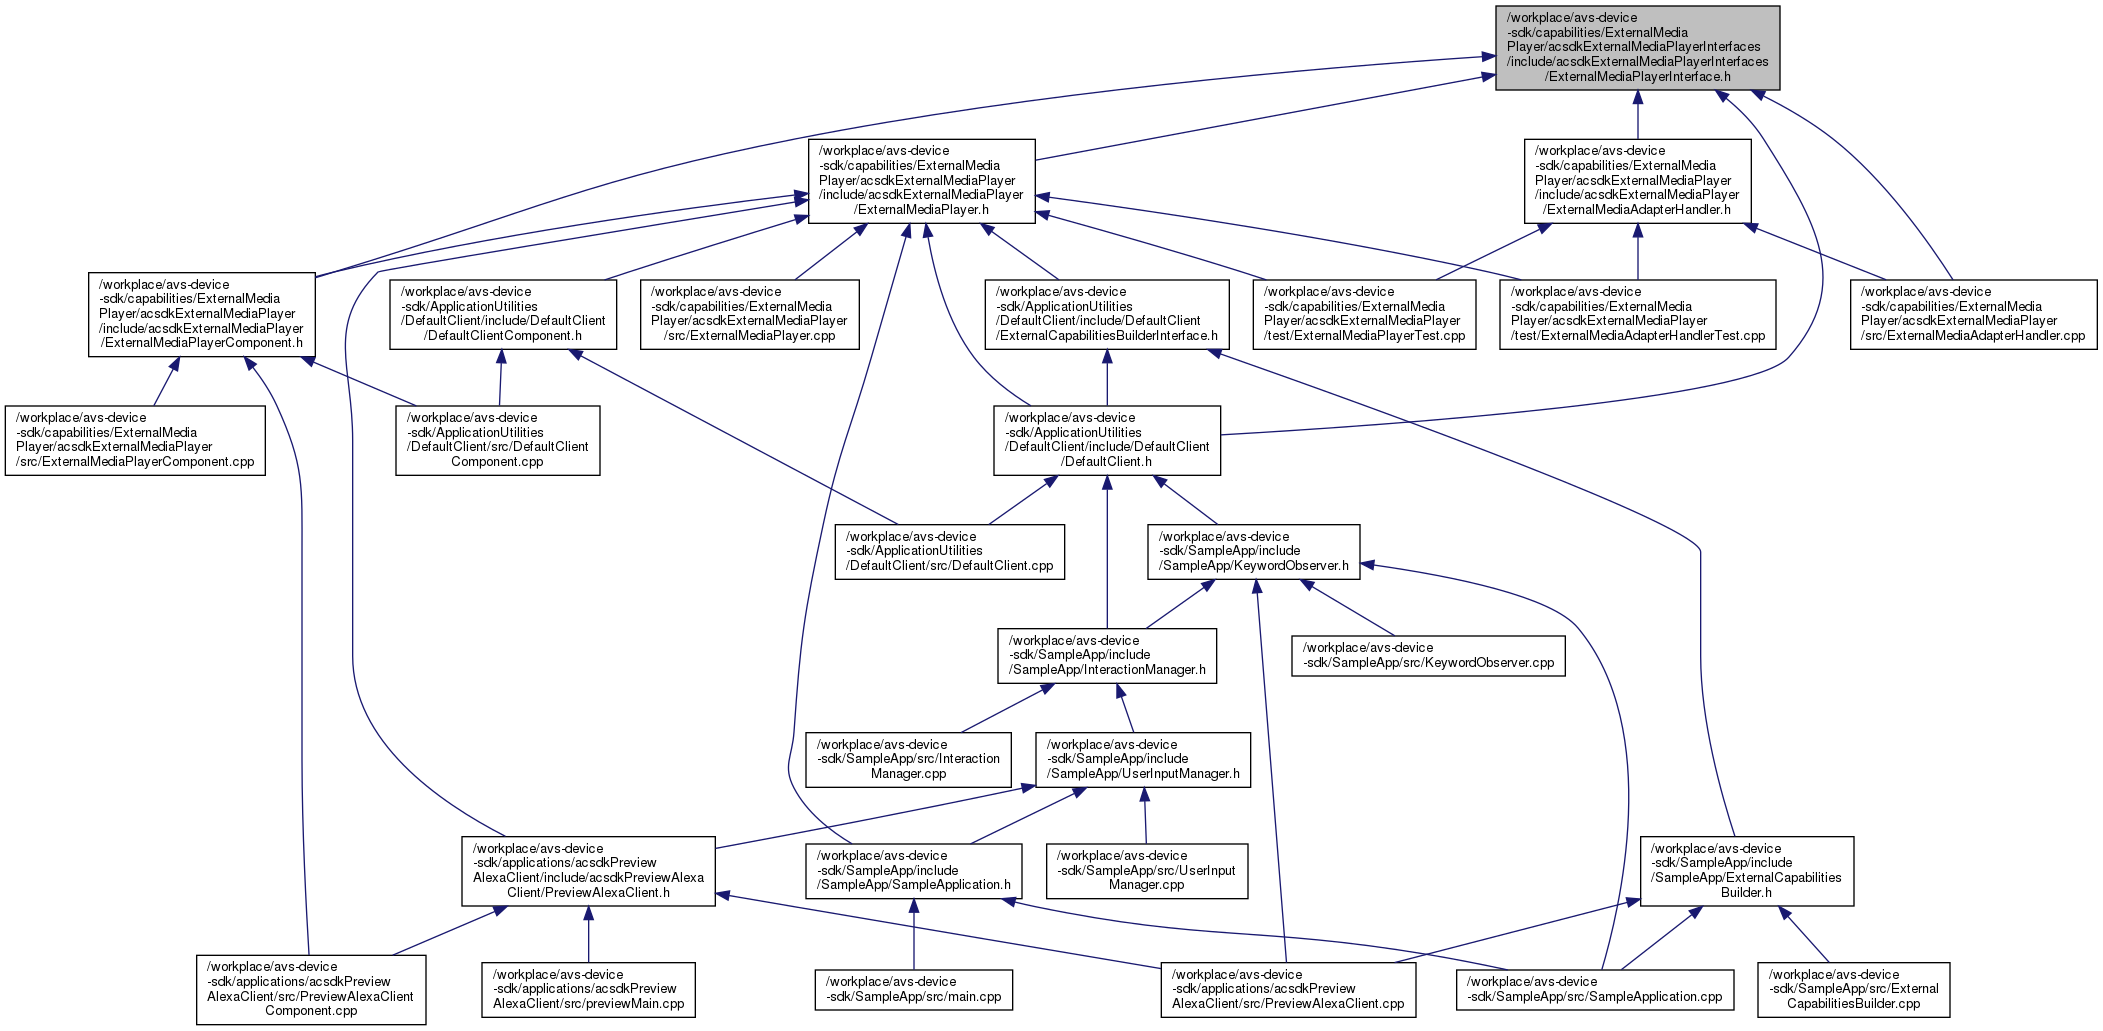 /workplace/avs-device
-sdk/capabilities/ExternalMedia
Player/acsdkExternalMediaPlayerInterfaces
/include/acsdkExternalMediaPlayerInterfaces
/ExternalMediaPlayerInterface.h
/workplace/avs-device
-sdk/capabilities/ExternalMedia
Player/acsdkExternalMediaPlayer
/include/acsdkExternalMediaPlayer
/ExternalMediaPlayer.h
/workplace/avs-device
-sdk/capabilities/ExternalMedia
Player/acsdkExternalMediaPlayer
/include/acsdkExternalMediaPlayer
/ExternalMediaAdapterHandler.h
/workplace/avs-device
-sdk/capabilities/ExternalMedia
Player/acsdkExternalMediaPlayer
/include/acsdkExternalMediaPlayer
/ExternalMediaPlayerComponent.h
/workplace/avs-device
-sdk/ApplicationUtilities
/DefaultClient/include/DefaultClient
/DefaultClientComponent.h
/workplace/avs-device
-sdk/capabilities/ExternalMedia
Player/acsdkExternalMediaPlayer
/src/ExternalMediaPlayer.cpp
/workplace/avs-device
-sdk/ApplicationUtilities
/DefaultClient/include/DefaultClient
/ExternalCapabilitiesBuilderInterface.h
/workplace/avs-device
-sdk/capabilities/ExternalMedia
Player/acsdkExternalMediaPlayer
/test/ExternalMediaPlayerTest.cpp
/workplace/avs-device
-sdk/capabilities/ExternalMedia
Player/acsdkExternalMediaPlayer
/test/ExternalMediaAdapterHandlerTest.cpp
/workplace/avs-device
-sdk/capabilities/ExternalMedia
Player/acsdkExternalMediaPlayer
/src/ExternalMediaAdapterHandler.cpp
/workplace/avs-device
-sdk/capabilities/ExternalMedia
Player/acsdkExternalMediaPlayer
/src/ExternalMediaPlayerComponent.cpp
/workplace/avs-device
-sdk/ApplicationUtilities
/DefaultClient/src/DefaultClient
Component.cpp
/workplace/avs-device
-sdk/ApplicationUtilities
/DefaultClient/include/DefaultClient
/DefaultClient.h
/workplace/avs-device
-sdk/ApplicationUtilities
/DefaultClient/src/DefaultClient.cpp
/workplace/avs-device
-sdk/SampleApp/include
/SampleApp/KeywordObserver.h
/workplace/avs-device
-sdk/SampleApp/include
/SampleApp/InteractionManager.h
/workplace/avs-device
-sdk/SampleApp/src/KeywordObserver.cpp
/workplace/avs-device
-sdk/SampleApp/src/Interaction
Manager.cpp
/workplace/avs-device
-sdk/SampleApp/include
/SampleApp/UserInputManager.h
/workplace/avs-device
-sdk/applications/acsdkPreview
AlexaClient/include/acsdkPreviewAlexa
Client/PreviewAlexaClient.h
/workplace/avs-device
-sdk/SampleApp/include
/SampleApp/SampleApplication.h
/workplace/avs-device
-sdk/SampleApp/src/UserInput
Manager.cpp
/workplace/avs-device
-sdk/SampleApp/include
/SampleApp/ExternalCapabilities
Builder.h
/workplace/avs-device
-sdk/applications/acsdkPreview
AlexaClient/src/PreviewAlexaClient
Component.cpp
/workplace/avs-device
-sdk/applications/acsdkPreview
AlexaClient/src/previewMain.cpp
/workplace/avs-device
-sdk/SampleApp/src/main.cpp
/workplace/avs-device
-sdk/applications/acsdkPreview
AlexaClient/src/PreviewAlexaClient.cpp
/workplace/avs-device
-sdk/SampleApp/src/SampleApplication.cpp
/workplace/avs-device
-sdk/SampleApp/src/External
CapabilitiesBuilder.cpp